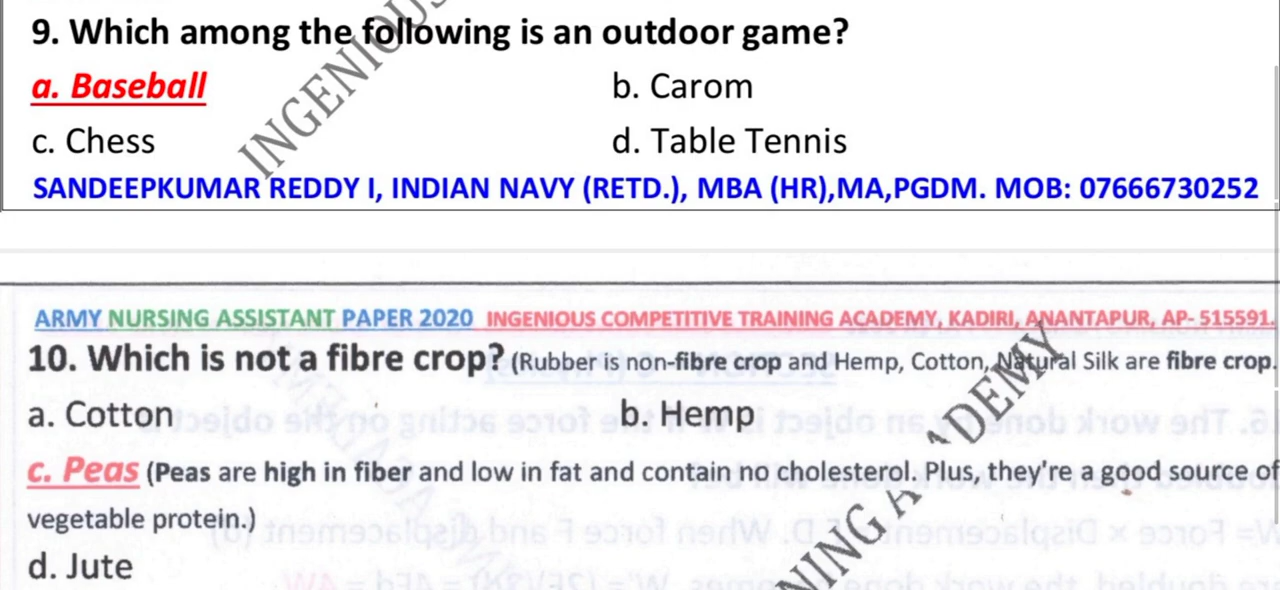 9. Which among the following is an outdoor game?
a. Baseball
b. Carom
c. Chess
d. Table Tennis
SANDEEPKUMAR REDDY I, INDIAN NAVY (RETD.), MBA (HR),MA,PGDM. MOB: 07666730252
ARMY NURSING ASSISTANT PAPER 2020 INGENIOUS COMPETITIVE TRAINING ACADEMY, KADIRI, ANANTAPUR, AP- 515591.
10. Which is not a fibre crop? (Rubber is non-fibre crop and Hemp, Cotton, Natural Silk are fibre crop.
a. Cotton
b. Hemp
c. Peas (Peas are high in fiber and low in fat and contain no cholesterol. Plus, they're a good source of
vegetable protein.)
d. Jute
INGENIOUS